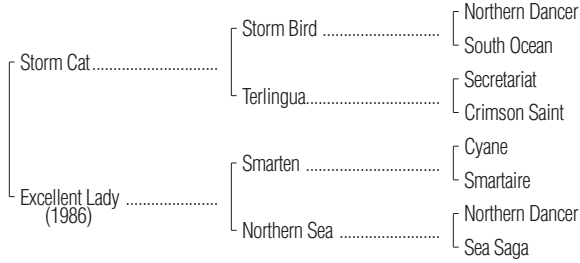 Northern Dancer
Storm Bird ..............................
South Ocean
Storm Cat.............................
Secretariat
Terlingua................................
Crimson Saint
Cyane
Smarten ................................
Smartaire
Excellent Lady .....................
(1986)
Northern Dancer
Northern Sea ........................
Sea Saga